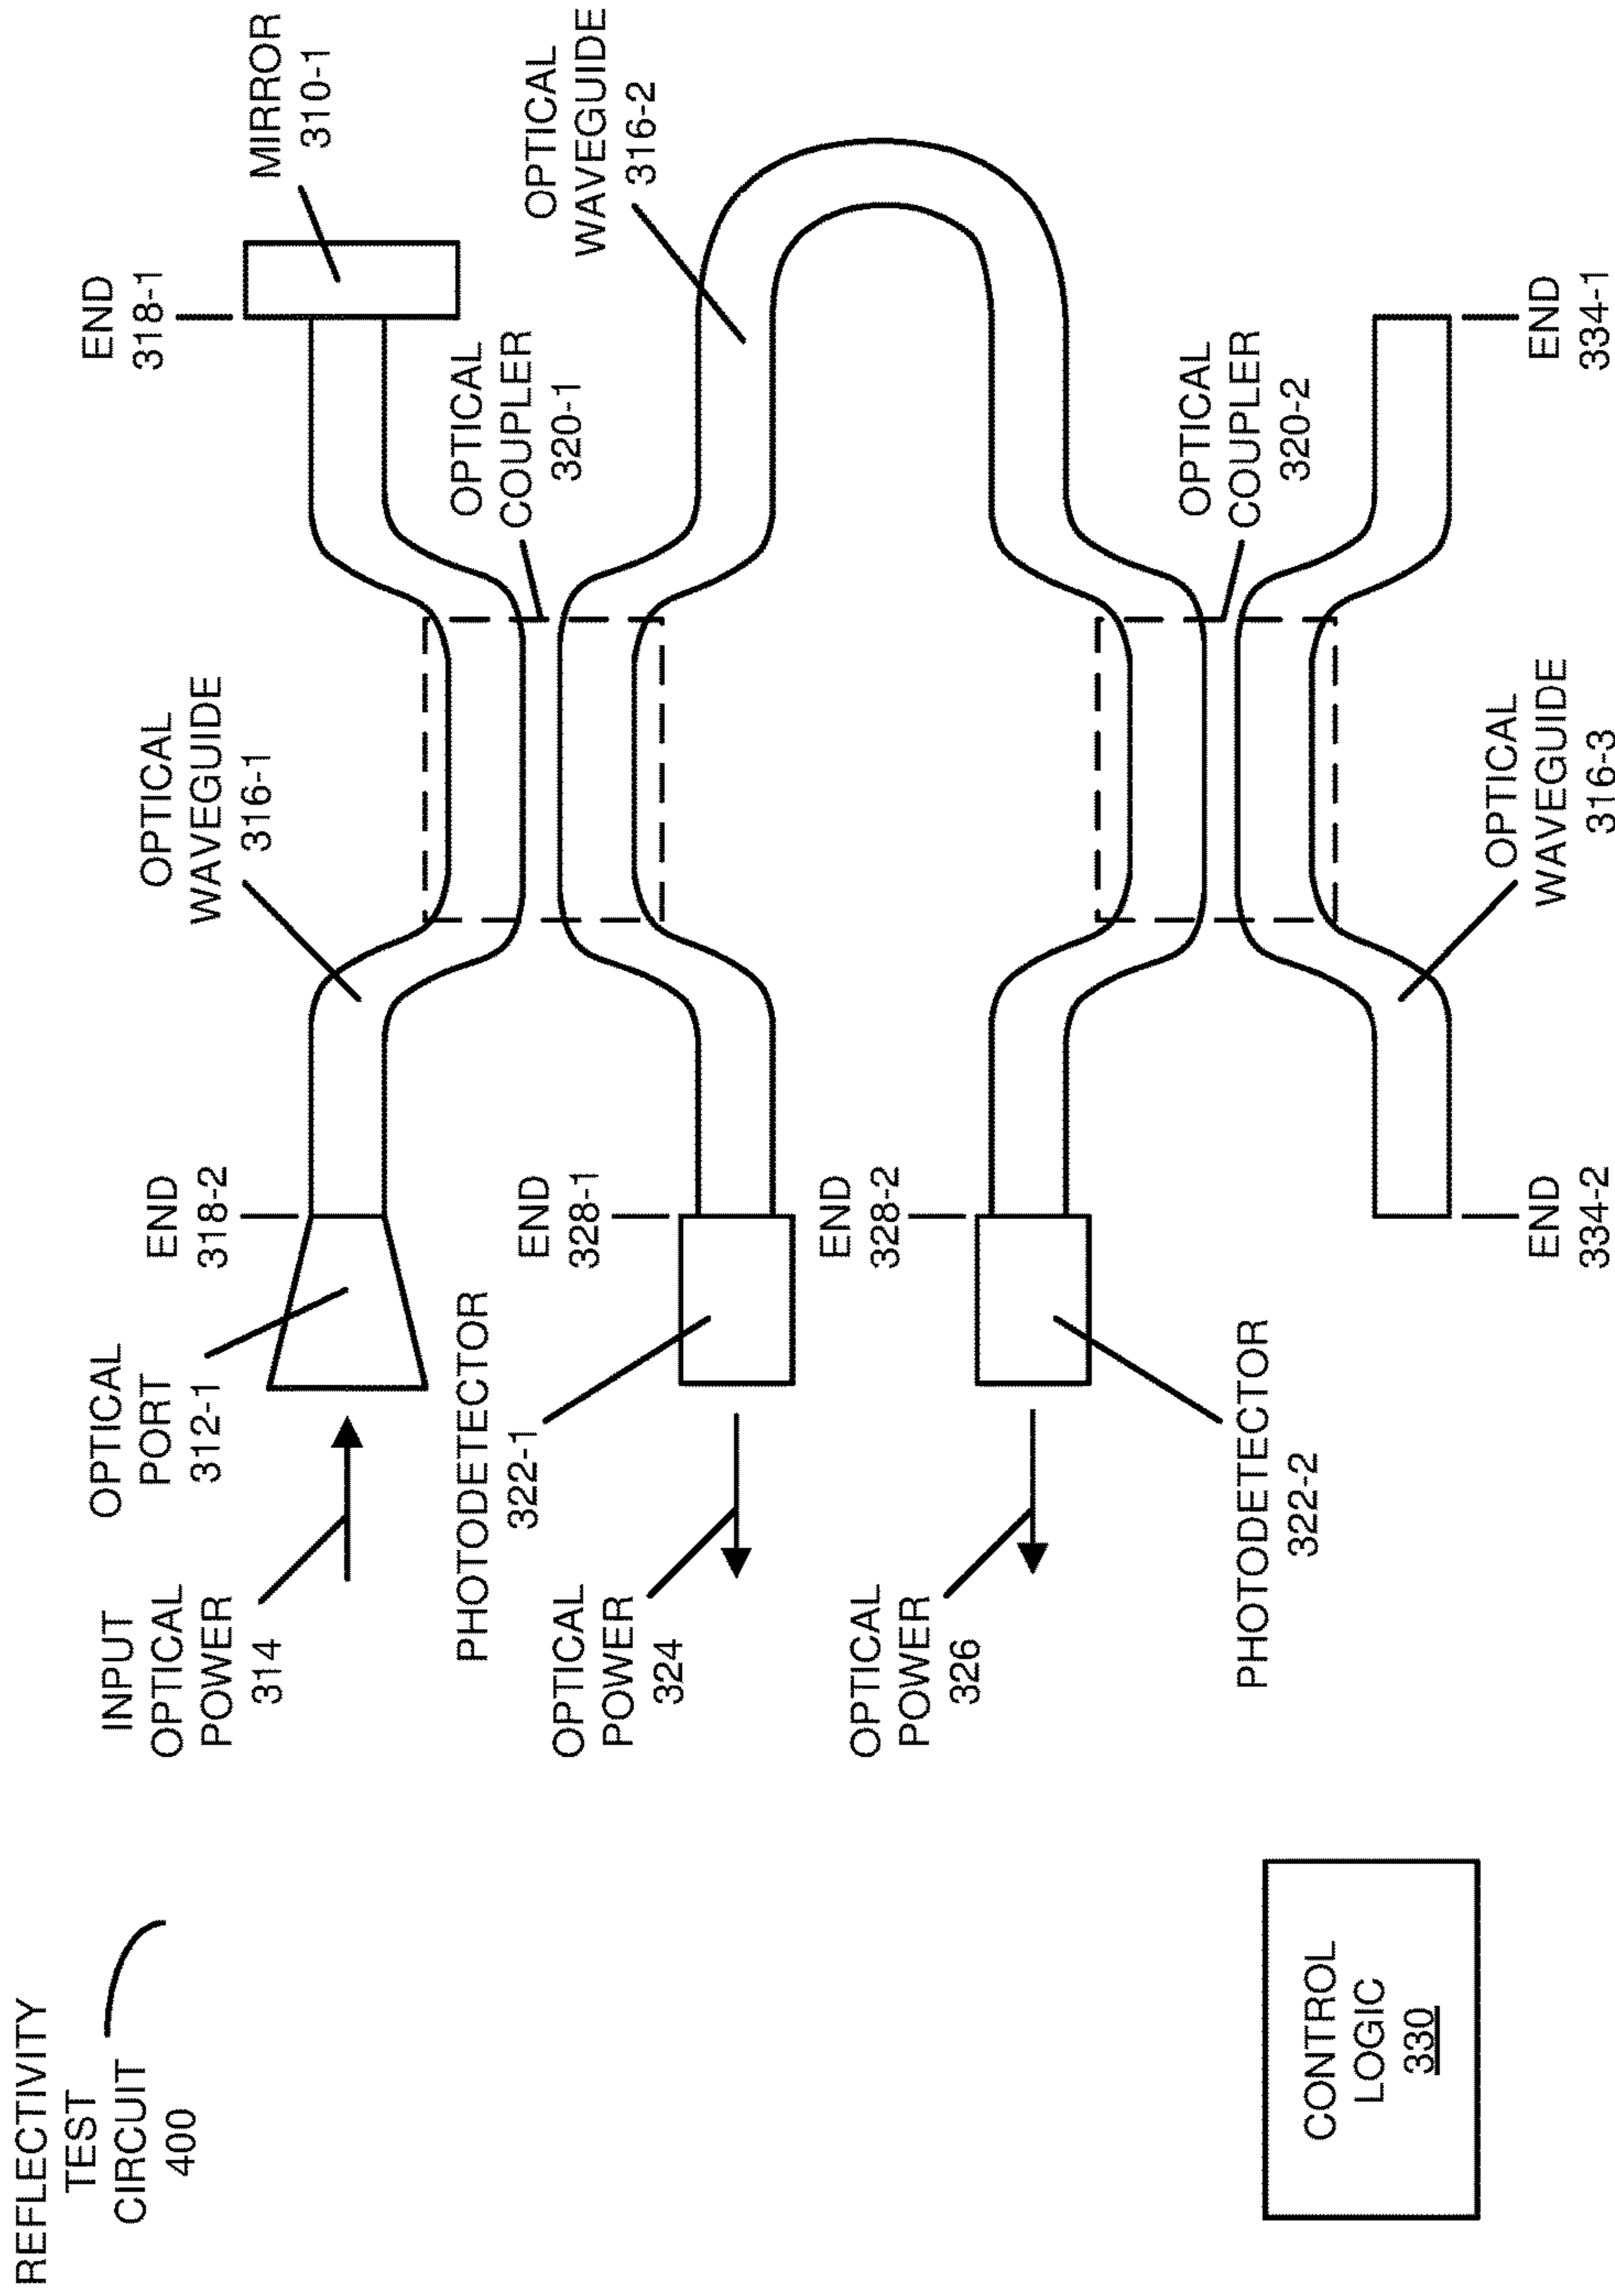 REFLECTIVITY
TEST
CIRCUIT
400
INPUT
OPTICAL
POWER
314
OPTICAL
PORT
312-1
END
318-2
OPTICAL
WAVEGUIDE
316-1
END
318-1
MIRROR
310-1
PHOTODETECTOR
322-1
END
328-1
OPTICAL
COUPLER
320-1
OPTICAL
WAVEGUIDE
316-2
OPTICAL
POWER
324
OPTICAL
POWER
326
END
328-2
PHOTODETECTOR
322-2
OPTICAL
COUPLER
320-2
CONTROL
LOGIC
330
END
334-2
OPTICAL
WAVEGUIDE
316-3
END
334-1